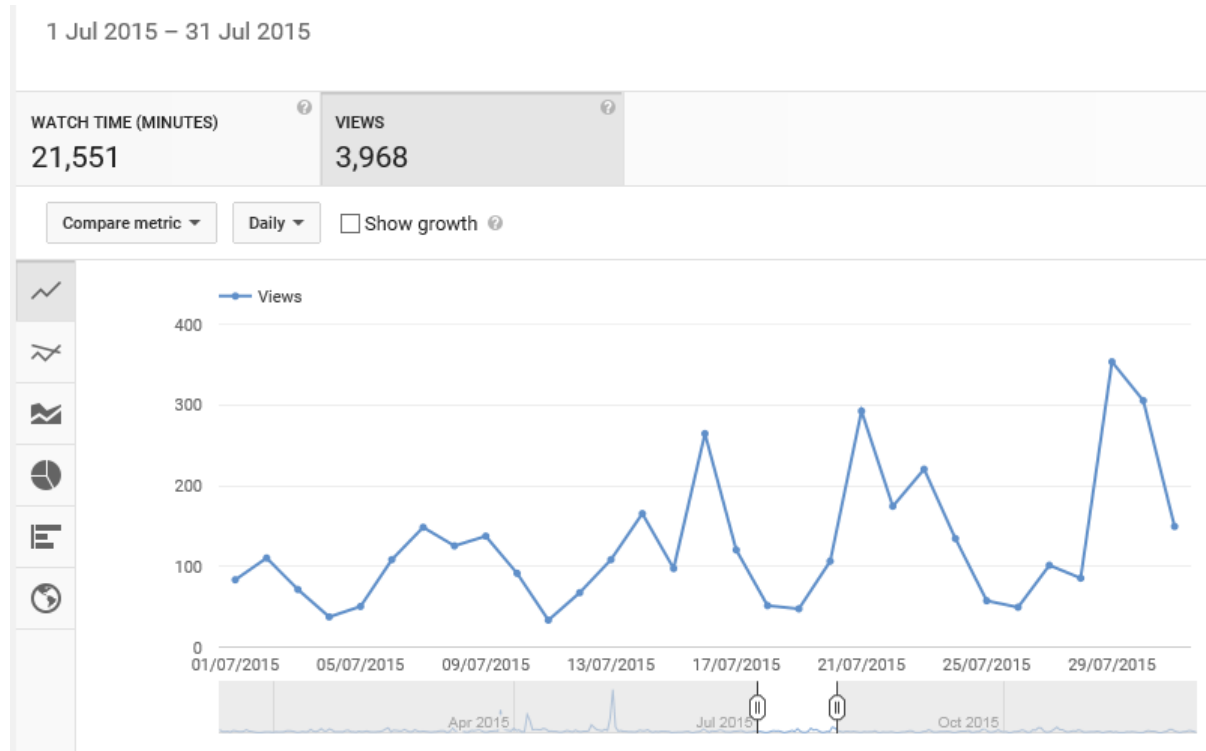 1 Jul 2015 – 31 Jul 2015
WATCH TIME (MINUTES) ?
21,551
VIEWS ?
3,968
Compare metric Daily Show growth ?
Views
400
300
200
100
0
01/07/2015 05/07/2015 09/07/2015 13/07/2015 17/07/2015 21/07/2015 25/07/2015 29/07/2015
Apr 2015 Jul 2015 Oct 2015